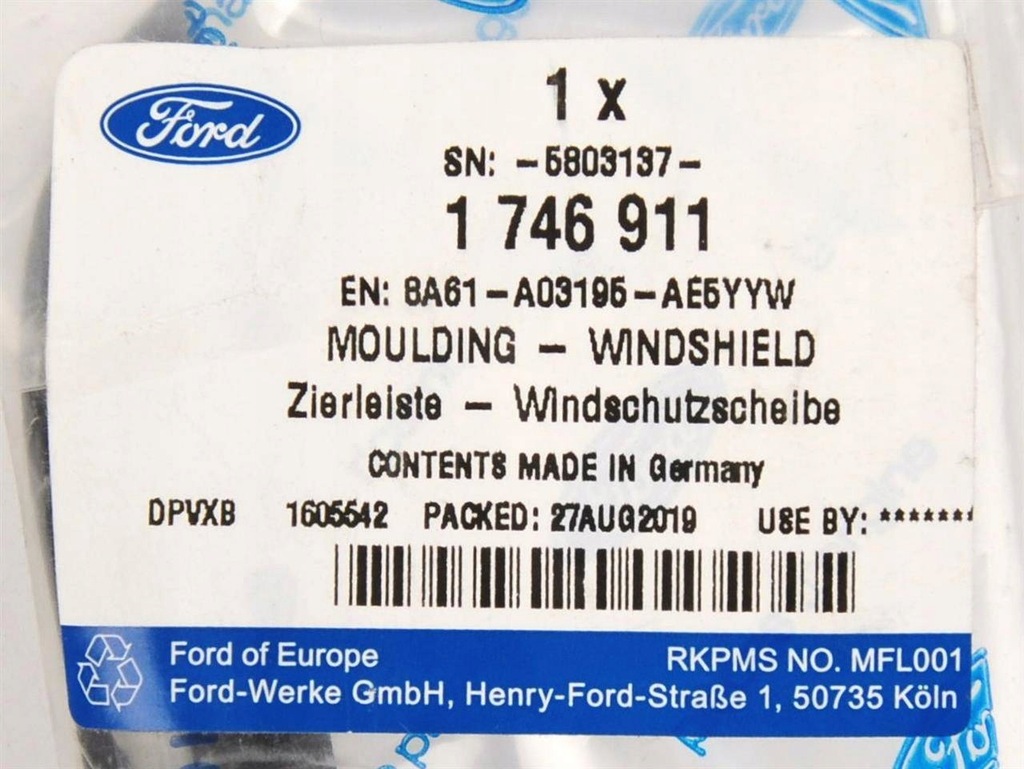 Ford
1 x
SN: -5803137-
1 746 911
EN: 8A61-A03195-AE5YYW
MOULDING - WINDSHIELD
Zierleiste - Windschutzscheibe
CONTENTS MADE IN Germany
DPVXB 1605542 PACKED: 27AUG2019 USE BY: *******
Ford of Europe RKPMS NO. MFL001
Ford-Werke GmbH, Henry-Ford-Straße 1, 50735 Köln